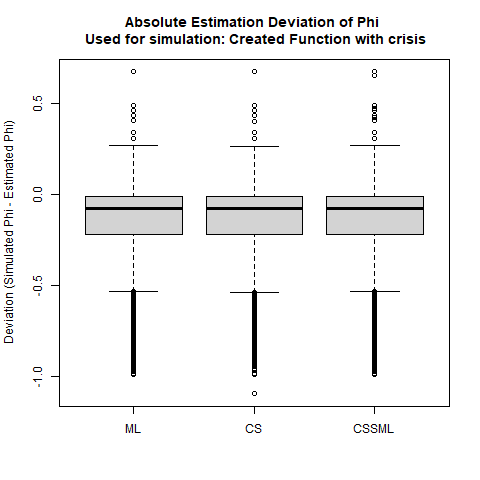 Absolute Estimation Deviation of Phi
Used for simulation: Created Function with crisis
Deviation (Simulated Phi - Estimated Phi)
0.5
0.0
-0.5
-1.0
ML
CS
CSSML